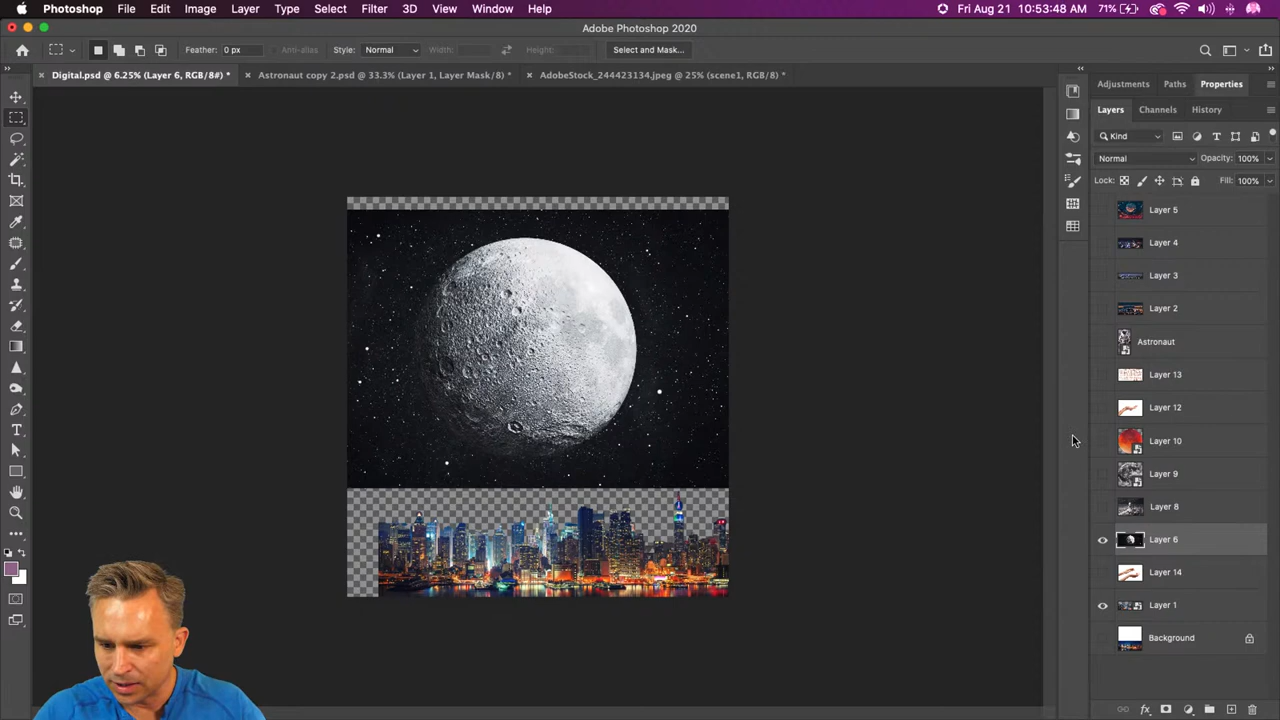 Photoshop File Edit Image Layer Type Select Filter 3D View Window Help 71% Fri Aug 21 10:53:48 AM
Adobe Photoshop 2020
Feather: 0 px Anti-alias Style: Normal Width: Height: Select and Mask...
Digital.psd @ 6.25% (Layer 6, RGB/8#) * Astronaut copy 2.psd @ 33.3% (Layer 1, Layer Mask/8) * AdobeStock_244423134.jpeg @ 25% (scene1, RGB/8) *
Adjustments Paths Properties
Layers Channels History
Kind
Normal Opacity: 100%
Lock: Fill: 100%
Layer 5
Layer 4
Layer 3
Layer 2
Astronaut
Layer 13
Layer 12
Layer 10
Layer 9
Layer 8
Layer 6
Layer 14
Layer 1
Background